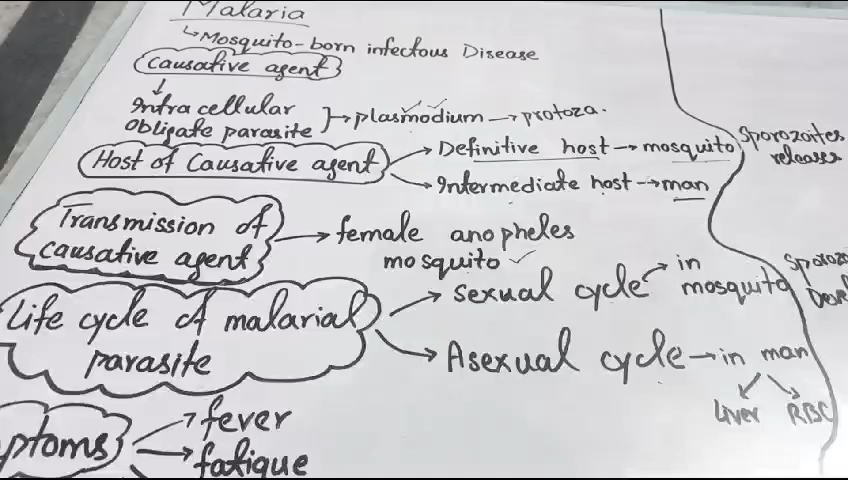 Malaria
Mosquito-born infectous Disease
Causative agent
Intra cellular
Obligate parasite → plasmodium → protoza.
Host of Causative agent
Definitive host → mosquito
Intermediate host → man
Sporozoites
releases
Transmission of
causative agent → female anopheles
mosquito
Life cycle of malarial
parasite
sexual cycle → in
mosquito
Asexual cycle → in man
Liver RBC
fever
fatique